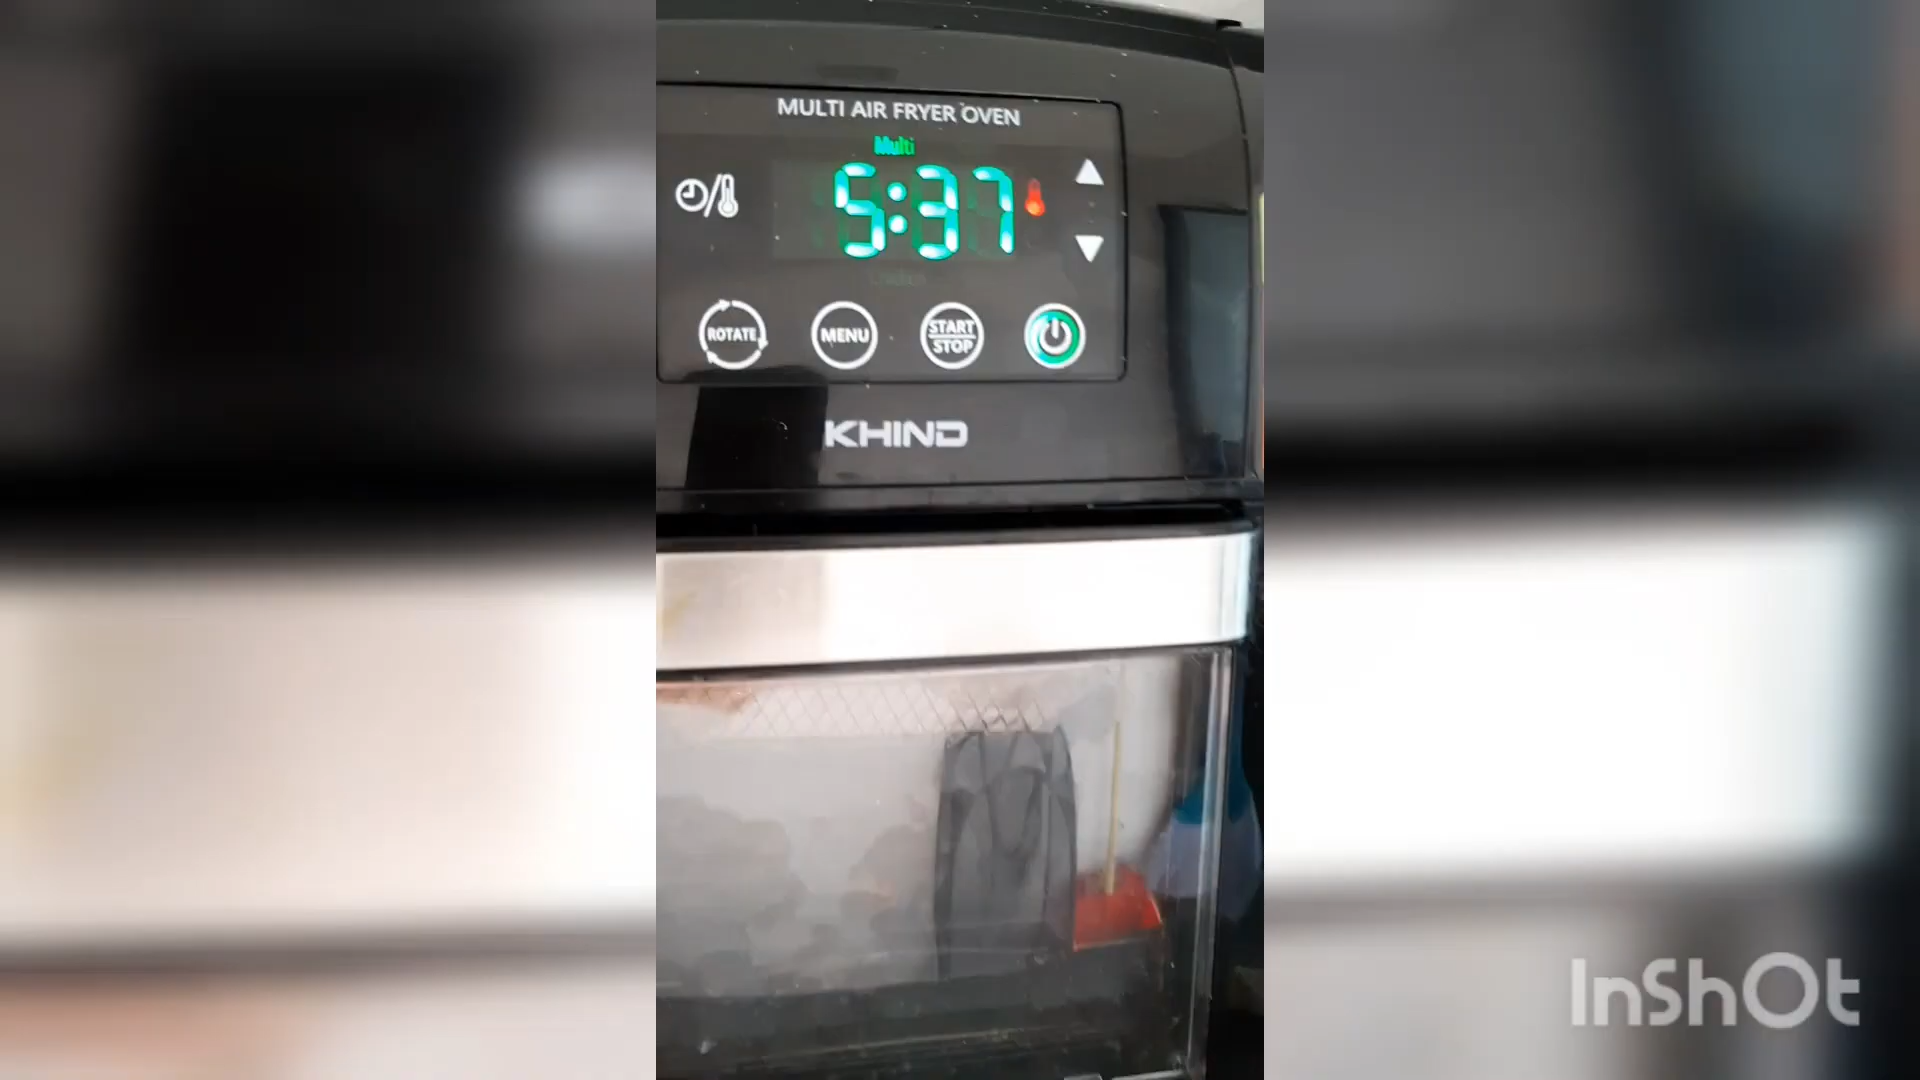 MULTI AIR FRYER OVEN
Multi
5:37
ROTATE
MENU
START
STOP
KHIND
InShOt